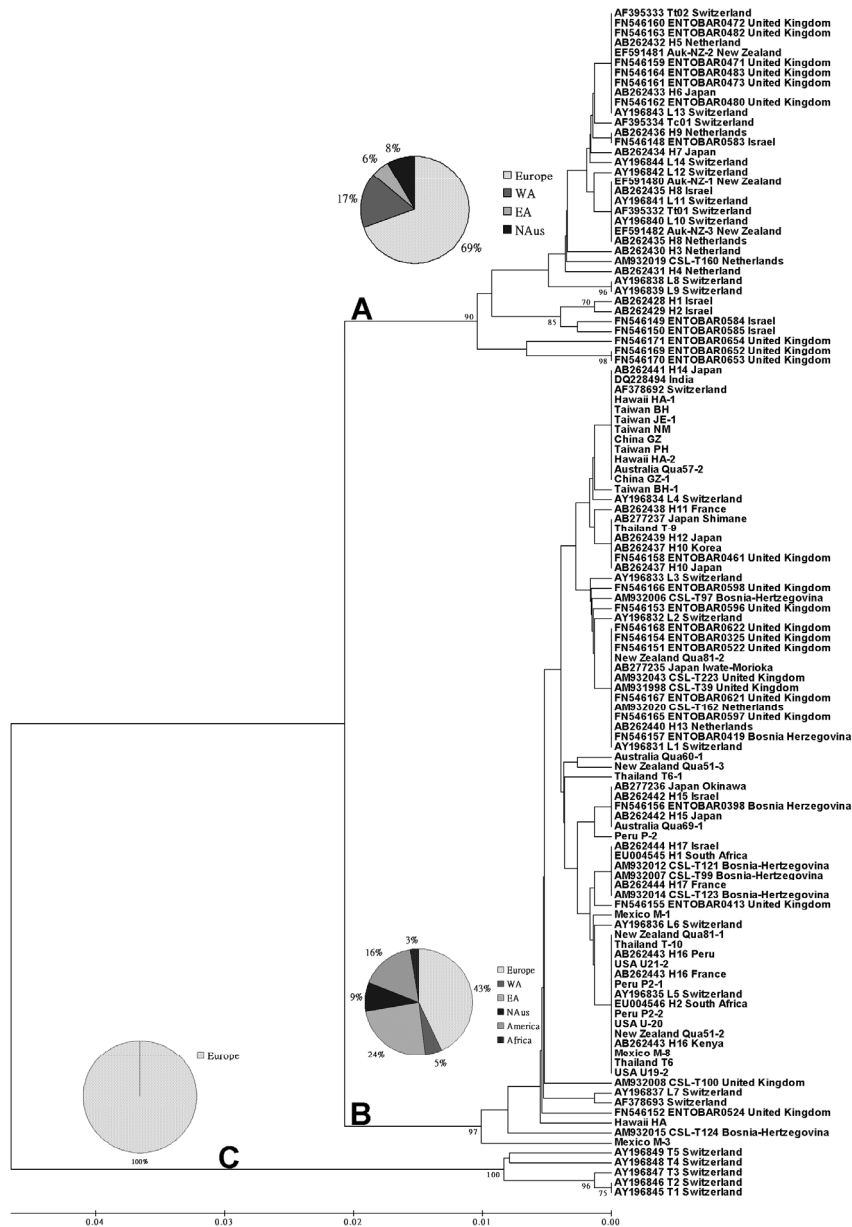 AF395333 Tt02 Switzerland
FN546160 ENTOBAR0472 United Kingdom
FN546163 ENTOBAR0482 United Kingdom
AB262432 H5 Netherland
EF591481 Auk-NZ-2 New Zealand
FN546159 ENTOBAR0471 United Kingdom
FN546164 ENTOBAR0483 United Kingdom
FN546161 ENTOBAR0473 United Kingdom
AB262433 H6 Japan
FN546162 ENTOBAR0480 United Kingdom
AY196843 L13 Switzerland
AF395334 Tc01 Switzerland
AB262436 H9 Netherlands
FN546148 ENTOBAR0583 Israel
AB262434 H7 Japan
AY196844 L14 Switzerland
AY196842 L12 Switzerland
EF591480 Auk-NZ-1 New Zealand
AB262435 H8 Israel
AY196841 L11 Switzerland
AF395332 Tt01 Switzerland
AY196840 L10 Switzerland
EF591482 Auk-NZ-3 New Zealand
AB262435 H8 Netherlands
AB262430 H3 Netherland
AM932019 CSL-T160 Netherlands
AB262431 H4 Netherland
AY196838 L8 Switzerland
96
AY196839 L9 Switzerland
70
AB262428 H1 Israel
AB262429 H2 Israel
85
FN546149 ENTOBAR0584 Israel
FN546150 ENTOBAR0585 Israel
FN546171 ENTOBAR0654 United Kingdom
FN546169 ENTOBAR0652 United Kingdom
98
FN546170 ENTOBAR0653 United Kingdom
8%
6%
17%
69%
Europe
WA
EA
NAus
A
90
AB262441 H14 Japan
DQ228494 India
AF378692 Switzerland
Hawaii HA-1
Taiwan BH
Taiwan JE-1
Taiwan NM
China GZ
Taiwan PH
Hawaii HA-2
Australia Qua57-2
China GZ-1
Taiwan BH-1
AY196834 L4 Switzerland
AB262438 H11 France
AB277237 Japan Shimane
Thailand T-9
AB262439 H12 Japan
AB262437 H10 Korea
FN546158 ENTOBAR0461 United Kingdom
AB262437 H10 Japan
AY196833 L3 Switzerland
FN546166 ENTOBAR0598 United Kingdom
AM932006 CSL-T97 Bosnia-Hertzegovina
FN546153 ENTOBAR0596 United Kingdom
AY196832 L2 Switzerland
FN546168 ENTOBAR0622 United Kingdom
FN546154 ENTOBAR0325 United Kingdom
FN546151 ENTOBAR0522 United Kingdom
New Zealand Qua81-2
AB277235 Japan Iwate-Morioka
AM932043 CSL-T223 United Kingdom
AM931998 CSL-T39 United Kingdom
FN546167 ENTOBAR0621 United Kingdom
AM932020 CSL-T162 Netherlands
FN546165 ENTOBAR0597 United Kingdom
AB262440 H13 Netherlands
FN546157 ENTOBAR0419 Bosnia Herzegovina
AY196831 L1 Switzerland
Australia Qua60-1
New Zealand Qua51-3
Thailand T6-1
AB277236 Japan Okinawa
AB262442 H15 Israel
FN546156 ENTOBAR0398 Bosnia Herzegovina
AB262442 H15 Japan
Australia Qua69-1
Peru P-2
AB262444 H17 Israel
EU004545 H1 South Africa
AM932012 CSL-T121 Bosnia-Hertzegovina
AM932007 CSL-T99 Bosnia-Hertzegovina
AB262444 H17 France
AM932014 CSL-T123 Bosnia-Hertzegovina
FN546155 ENTOBAR0413 United Kingdom
Mexico M-1
AY196836 L6 Switzerland
New Zealand Qua81-1
Thailand T-10
AB262443 H16 Peru
USA U21-2
AB262443 H16 France
Peru P2-1
AY196835 L5 Switzerland
EU004546 H2 South Africa
Peru P2-2
USA U-20
New Zealand Qua51-2
AB262443 H16 Kenya
Mexico M-8
Thailand T6
USA U19-2
AM932008 CSL-T100 United Kingdom
AY196837 L7 Switzerland
AF378693 Switzerland
FN546152 ENTOBAR0524 United Kingdom
Hawaii HA
AM932015 CSL-T124 Bosnia-Hertzegovina
Mexico M-3
3%
16%
9%
24%
5%
43%
Europe
WA
EA
NAus
America
Africa
B
97
Europe
100%
C
100
AY196849 T5 Switzerland
AY196848 T4 Switzerland
AY196847 T3 Switzerland
96
AY196846 T2 Switzerland
75
AY196845 T1 Switzerland
0.04 0.03 0.02 0.01 0.00